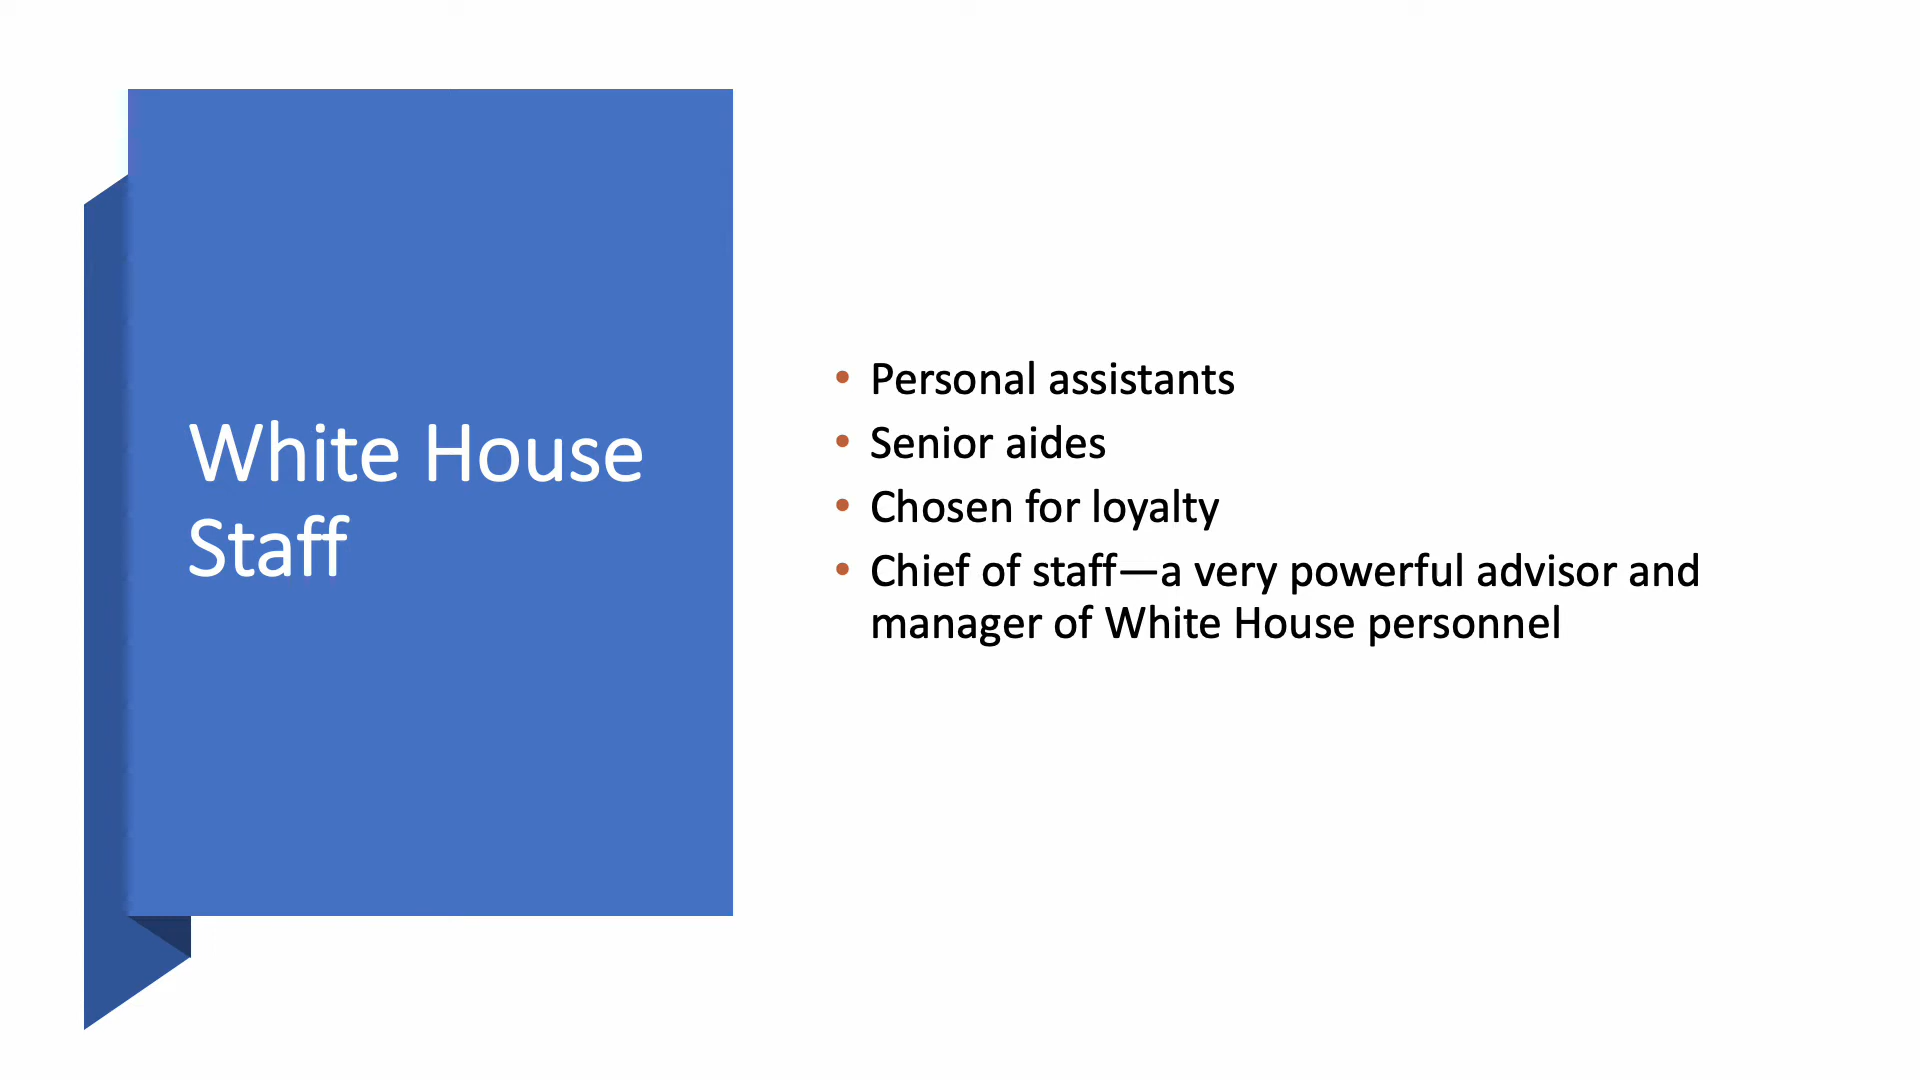 White House
Staff
• Personal assistants
• Senior aides
• Chosen for loyalty
• Chief of staff—a very powerful advisor and
manager of White House personnel